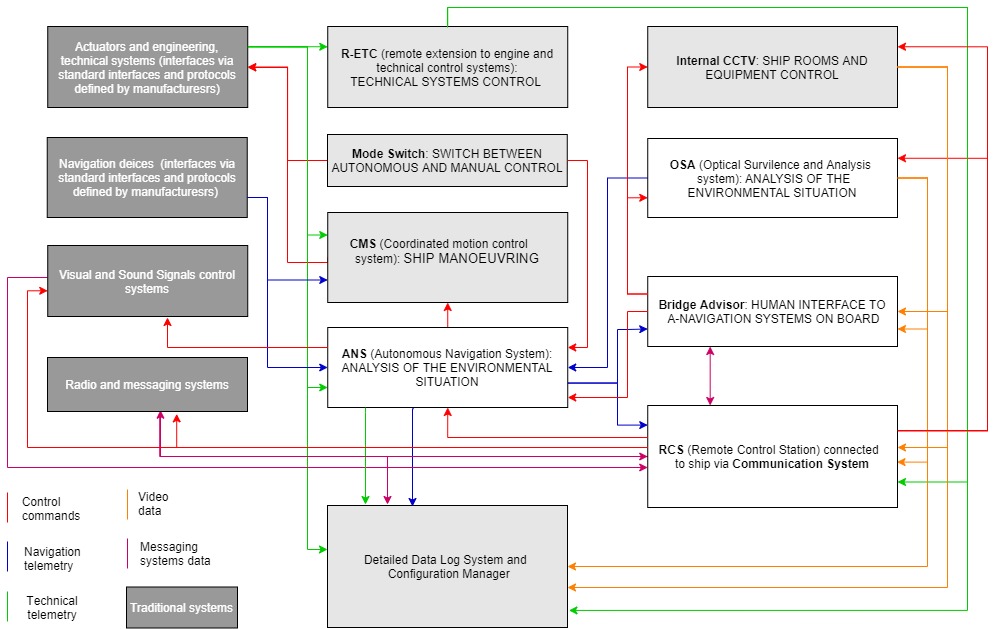 Actuators and engineering,
technical systems (interfaces via
standard interfaces and protocols
defined by manufacturesrs)
R-ETC (remote extension to engine and
technical control systems):
TECHNICAL SYSTEMS CONTROL
Internal CCTV: SHIP ROOMS AND
EQUIPMENT CONTROL
Navigation deices (interfaces via
standard interfaces and protocols
defined by manufacturesrs)
Mode Switch: SWITCH BETWEEN
AUTONOMOUS AND MANUAL CONTROL
OSA (Optical Survilence and Analysis
system): ANALYSIS OF THE
ENVIRONMENTAL SITUATION
Visual and Sound Signals control
systems
CMS (Coordinated motion control
system): SHIP MANOEUVRING
Bridge Advisor: HUMAN INTERFACE TO
A-NAVIGATION SYSTEMS ON BOARD
Radio and messaging systems
ANS (Autonomous Navigation System):
ANALYSIS OF THE ENVIRONMENTAL
SITUATION
RCS (Remote Control Station) connected
to ship via Communication System
Detailed Data Log System and
Configuration Manager
Control
commands
Video
data
Navigation
telemetry
Messaging
systems data
Technical
telemetry
Traditional systems